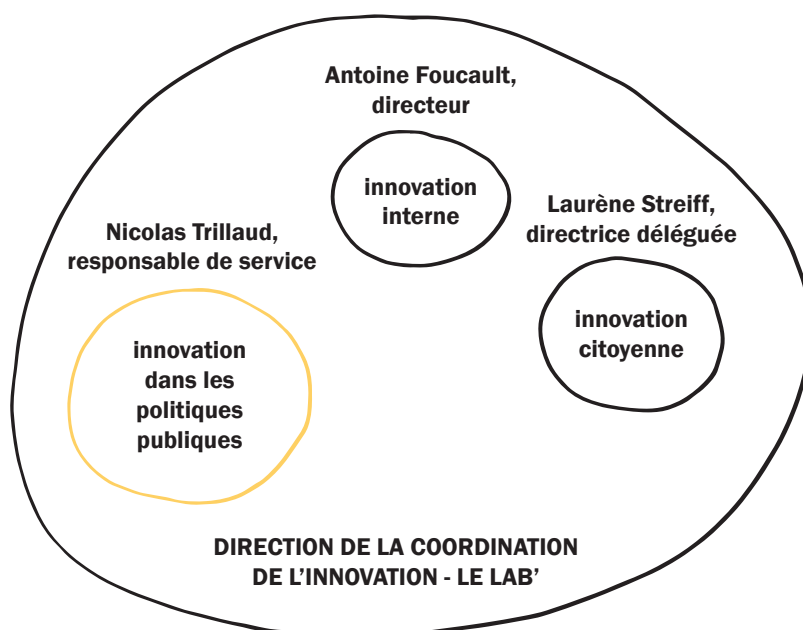 Antoine Foucault,
directeur
innovation
interne
Laurène Streiff,
directrice déléguée
innovation
citoyenne
Nicolas Trillaud,
responsable de service
innovation
dans les
politiques
publiques
DIRECTION DE LA COORDINATION
DE L’INNOVATION - LE LAB’